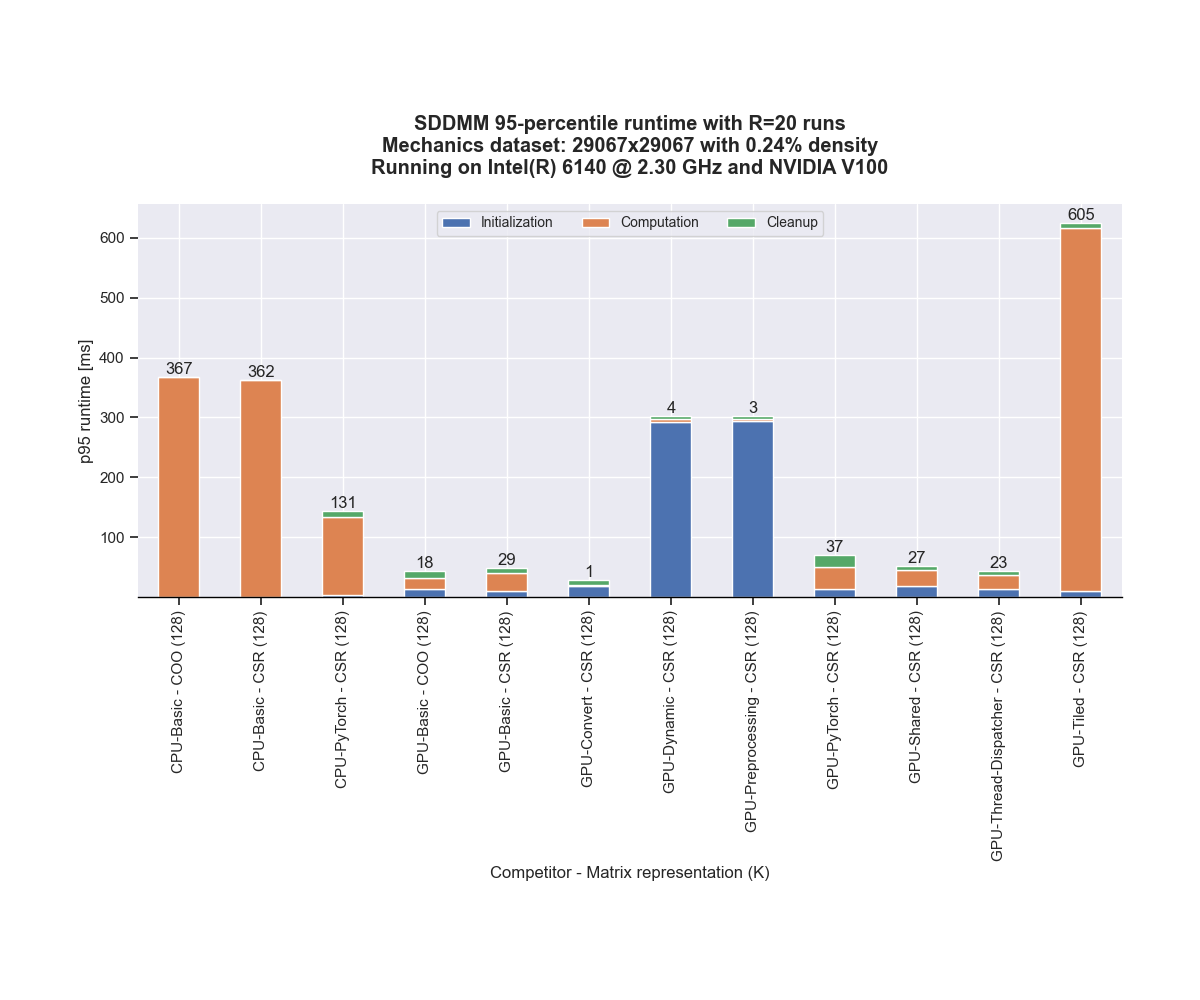 SDDMM 95-percentile runtime with R=20 runs
Mechanics dataset: 29067x29067 with 0.24% density
Running on Intel(R) 6140 @ 2.30 GHz and NVIDIA V100
Initialization
Computation
Cleanup
p95 runtime [ms]
600
500
400
300
200
100
367
362
131
18
29
1
4
3
37
27
23
605
CPU-Basic - COO (128)
CPU-Basic - CSR (128)
CPU-PyTorch - CSR (128)
GPU-Basic - COO (128)
GPU-Basic - CSR (128)
GPU-Convert - CSR (128)
GPU-Dynamic - CSR (128)
GPU-Preprocessing - CSR (128)
GPU-PyTorch - CSR (128)
GPU-Shared - CSR (128)
GPU-Thread-Dispatcher - CSR (128)
GPU-Tiled - CSR (128)
Competitor - Matrix representation (K)